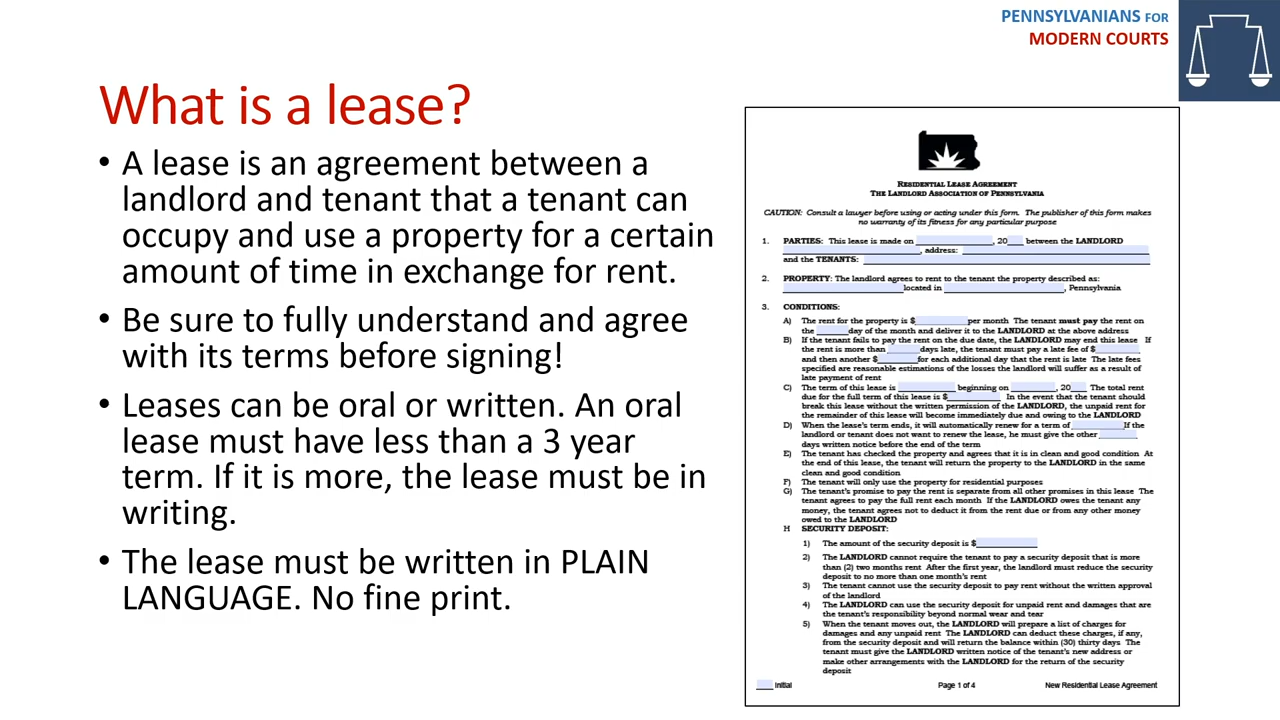 PENNSYLVANIANS FOR
MODERN COURTS
What is a lease?
• A lease is an agreement between a
landlord and tenant that a tenant can
occupy and use a property for a certain
amount of time in exchange for rent.
• Be sure to fully understand and agree
with its terms before signing!
• Leases can be oral or written. An oral
lease must have less than a 3 year
term. If it is more, the lease must be in
writing.
• The lease must be written in PLAIN
LANGUAGE. No fine print.
RESIDENTIAL LEASE AGREEMENT
THE LANDLORD ASSOCIATION OF PENNSYLVANIA
CAUTION: Consult a lawyer before using or acting under this form. The publisher of this form makes
no warranty of its fitness for any particular purpose
1. PARTIES: This lease is made on , 20 between the LANDLORD
, address:
and the TENANTS:
2. PROPERTY: The landlord agrees to rent to the tenant the property described as:
located in , Pennsylvania
3. CONDITIONS:
A) The rent for the property is $ per month The tenant must pay the rent on
the day of the month and deliver it to the LANDLORD at the above address
B) If the tenant fails to pay the rent on the due date, the LANDLORD may end this lease If
the rent is more than days late, the tenant must pay a late fee of $
and then another $ for each additional day that the rent is late The late fees
specified are reasonable estimations of the losses the landlord will suffer as a result of
late payment of rent
C) The term of this lease is beginning on , 20 The total rent
due for the full term of this lease is $ In the event that the tenant should
break this lease without the written permission of the LANDLORD, the unpaid rent for
the remainder of this lease will become immediately due and owing to the LANDLORD
D) When the lease's term ends, it will automatically renew for a term of If the
landlord or tenant does not want to renew the lease, he must give the other
days written notice before the end of the term
E) The tenant has checked the property and agrees that it is in clean and good condition At
the end of this lease, the tenant will return the property to the LANDLORD in the same
clean and good condition
F) The tenant will only use the property for residential purposes
G) The tenant's promise to pay the rent is separate from all other promises in this lease The
tenant agrees to pay the full rent each month If the LANDLORD owes the tenant any
money, the tenant agrees not to deduct it from the rent due or from any other money
owed to the LANDLORD
H SECURITY DEPOSIT:
1) The amount of the security deposit is $
2) The LANDLORD cannot require the tenant to pay a security deposit that is more
than (2) two months rent After the first year, the landlord must reduce the security
deposit to no more than one month's rent
3) The tenant cannot use the security deposit to pay rent without the written approval
of the landlord
4) The LANDLORD can use the security deposit for unpaid rent and damages that are
the tenant's responsibility beyond normal wear and tear
5) When the tenant moves out, the LANDLORD will prepare a list of charges for
damages and any unpaid rent The LANDLORD can deduct these charges, if any,
from the security deposit and will return the balance within (30) thirty days The
tenant must give the LANDLORD written notice of the tenant's new address or
make other arrangements with the LANDLORD for the return of the security
deposit
Initial Page 1 of 4 New Residential Lease Agreement